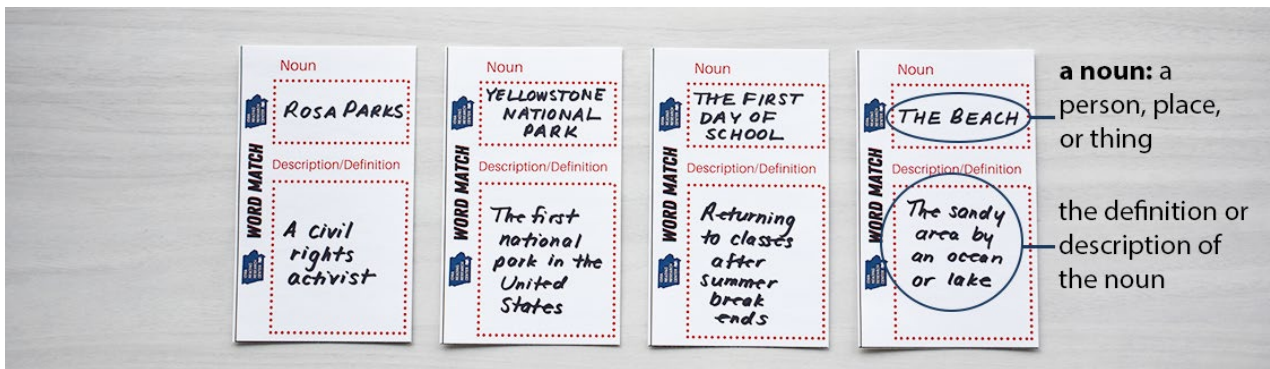 Noun
ROSA PARKS
Description/Definition
A civil
rights
activist
WORD MATCH
Noun
YELLOWSTONE
NATIONAL
PARK
Description/Definition
The first
national
park in the
United
States
WORD MATCH
Noun
THE FIRST
DAY OF
SCHOOL
Description/Definition
Returning
to classes
after
summer
break
ends
WORD MATCH
Noun
THE BEACH
Description/Definition
The sandy
area by
an ocean
or lake
WORD MATCH
a noun: a
person, place,
or thing
the definition or
description of
the noun